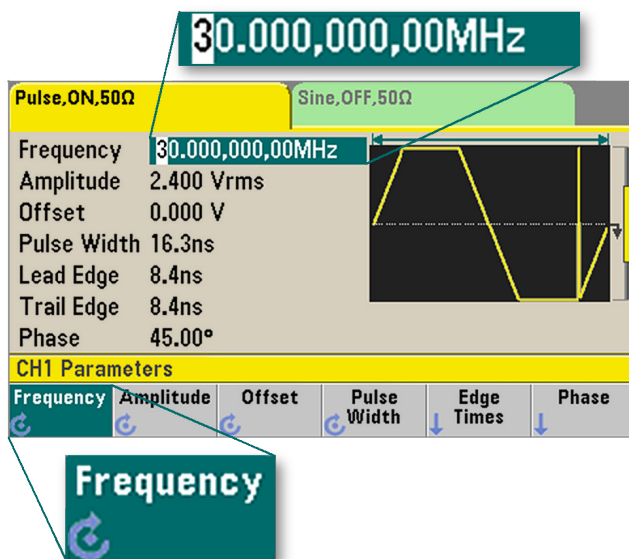 30.000,000,00MHz
Pulse,ON,50Ω
Sine,OFF,50Ω
Frequency 30.000,000,00MHz
Amplitude 2.400 Vrms
Offset 0.000 V
Pulse Width 16.3ns
Lead Edge 8.4ns
Trail Edge 8.4ns
Phase 45.00°
CH1 Parameters
Frequency
Amplitude
Offset
Pulse
Width
Edge
Times
Phase
Frequency